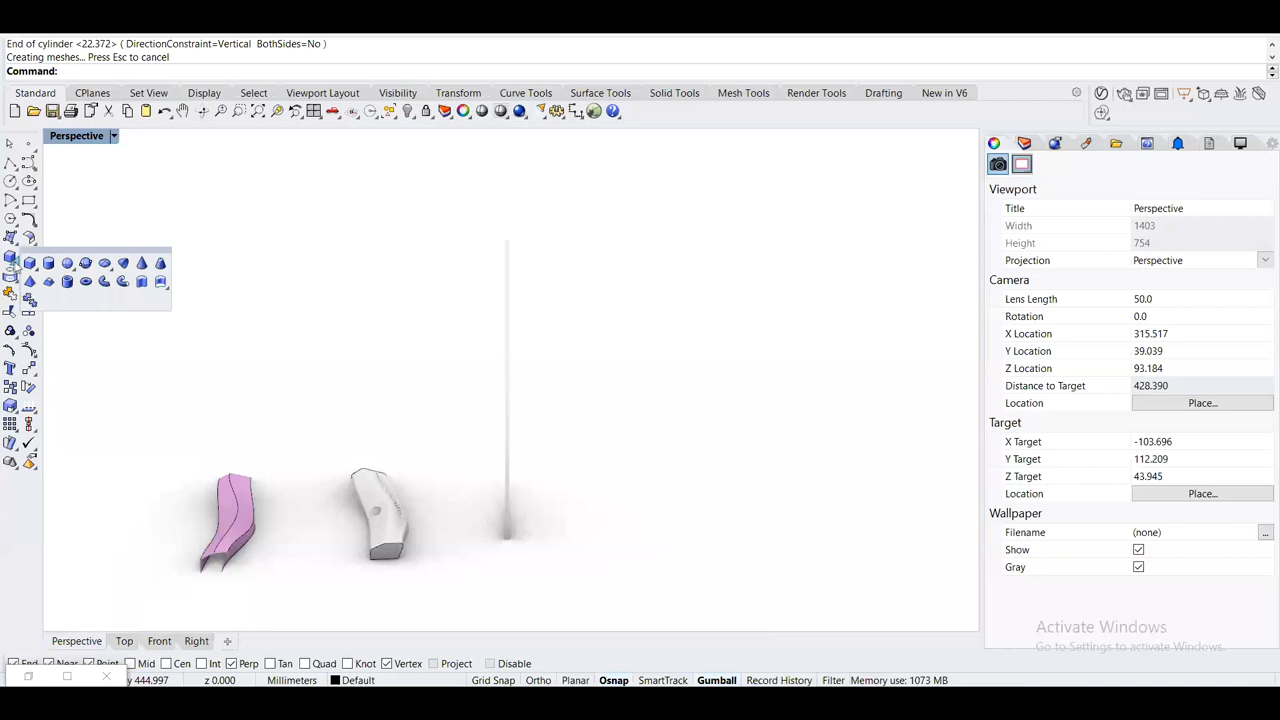 End of cylinder <22.372> ( DirectionConstraint=Vertical BothSides=No )
Creating meshes... Press Esc to cancel
Command:
Standard CPlanes Set View Display Select Viewport Layout Visibility Transform Curve Tools Surface Tools Solid Tools Mesh Tools Render Tools Drafting New in V6
Perspective
Viewport
Title Perspective
Width 1403
Height 754
Projection Perspective
Camera
Lens Length 50.0
Rotation 0.0
X Location 315.517
Y Location 39.039
Z Location 93.184
Distance to Target 428.390
Location Place...
Target
X Target -103.696
Y Target 112.209
Z Target 43.945
Location Place...
Wallpaper
Filename (none) ...
Show
Gray
Activate Windows
Go to Settings to activate Windows.
Perspective Top Front Right
End Near Point Mid Cen Int Perp Tan Quad Knot Vertex Project Disable
y 444.997 z 0.000 Millimeters Default Grid Snap Ortho Planar Osnap SmartTrack Gumball Record History Filter Memory use: 1073 MB